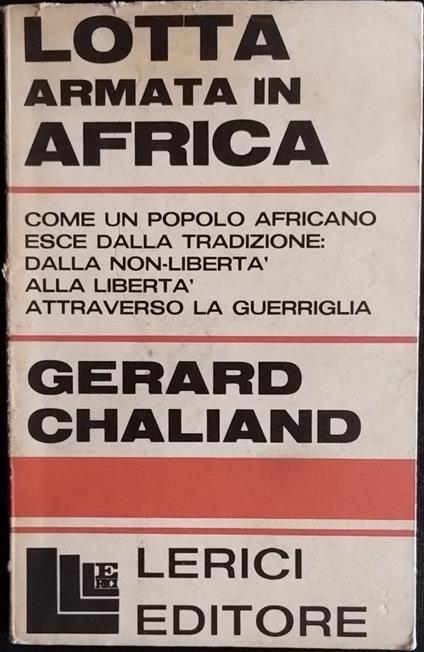 LOTTA
ARMATA IN
AFRICA
COME UN POPOLO AFRICANO
ESCE DALLA TRADIZIONE:
DALLA NON-LIBERTA'
ALLA LIBERTA'
ATTRAVERSO LA GUERRIGLIA
GERARD
CHALIAND
LERICI
LERICI
EDITORE